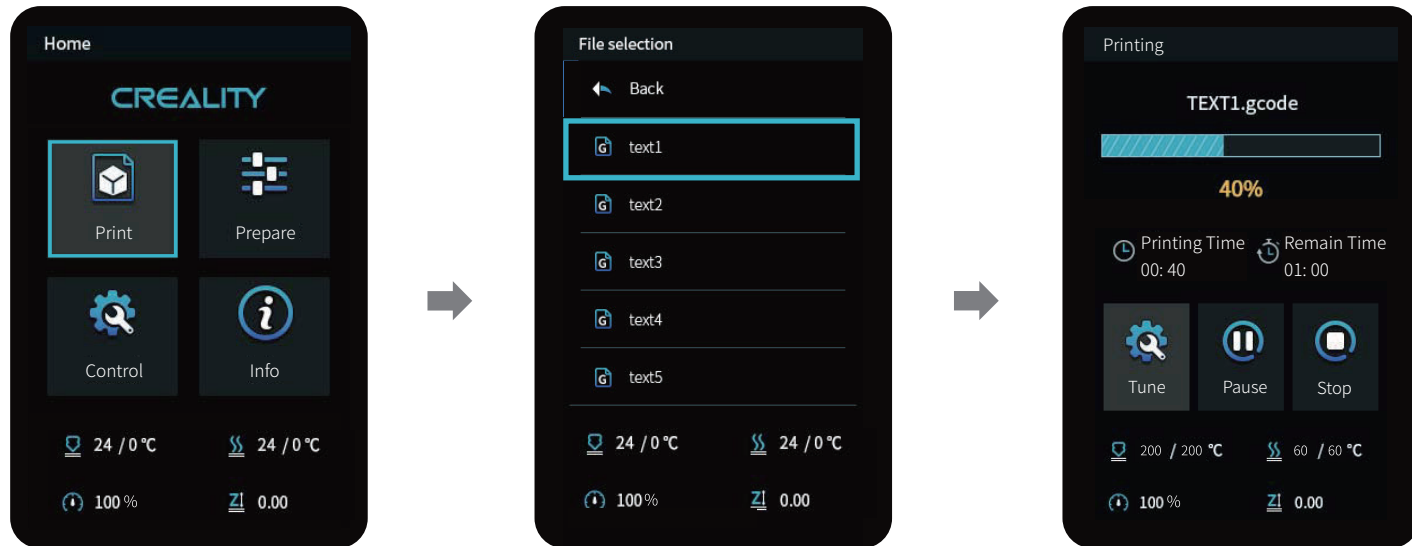 Home
CREALITY
Print
Prepare
Control
Info
24 / 0 ℃
24 / 0 ℃
100 %
Z 0.00
File selection
Back
G text1
G text2
G text3
G text4
G text5
24 / 0 ℃
24 / 0 ℃
100 %
Z 0.00
Printing
TEXT1.gcode
40%
Printing Time
00: 40
Remain Time
01: 00
Tune
Pause
Stop
200 / 200 ℃
60 / 60 ℃
100 %
Z 0.00